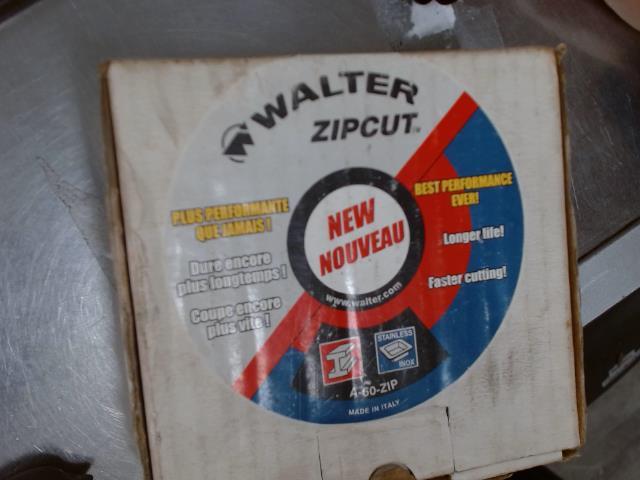 WALTER
ZIPCUT™
PLUS PERFORMANTE
QUE JAMAIS !
Dure encore
plus longtemps !
Coupe encore
plus vite !
NEW
NOUVEAU
www.walter.com
BEST PERFORMANCE
EVER!
Longer life!
Faster cutting!
STAINLESS
INOX
A-60-ZIP
MADE IN ITALY